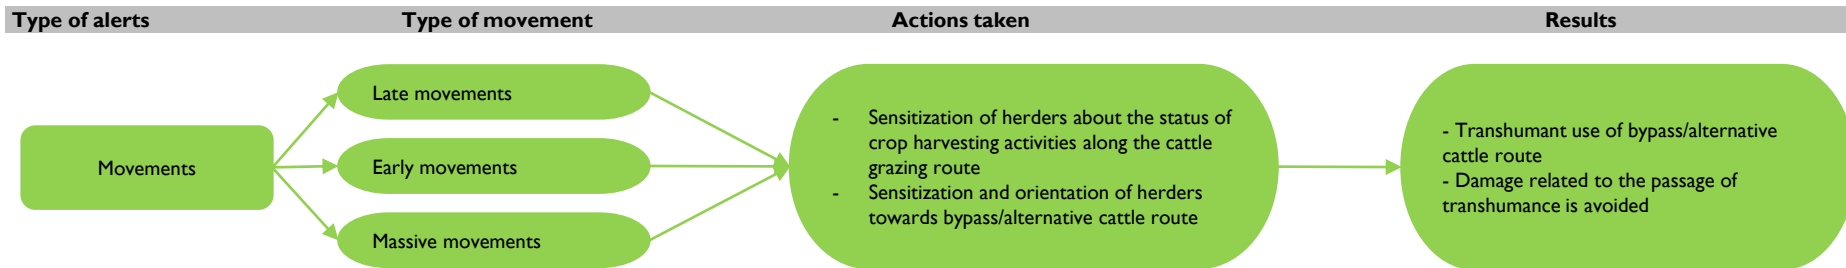 Type of alerts Type of movement Actions taken Results
Movements
Late movements
Early movements
Massive movements
- Sensitization of herders about the status of
crop harvesting activities along the cattle
grazing route
- Sensitization and orientation of herders
towards bypass/alternative cattle route
- Transhumant use of bypass/alternative
cattle route
- Damage related to the passage of
transhumance is avoided